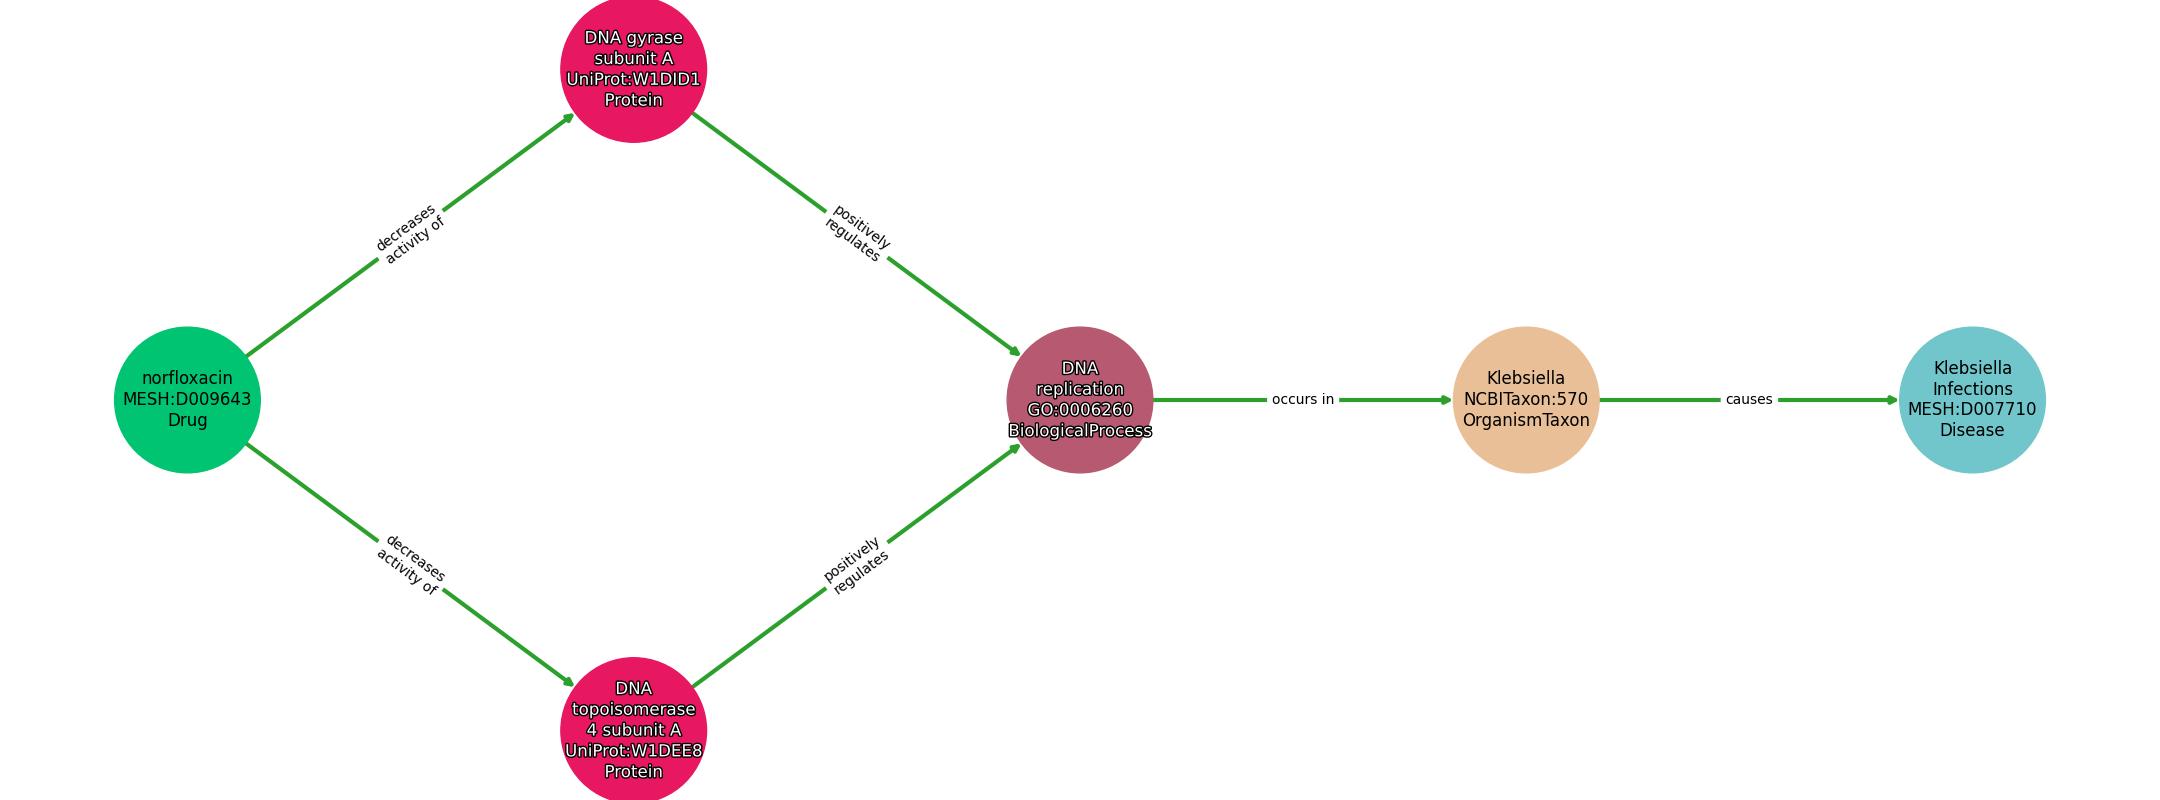 DNA gyrase
subunit A
UniProt:W1DID1
Protein
decreases
activity of
positively
regulates
norfloxacin
MESH:D009643
Drug
DNA
replication
GO:0006260
BiologicalProcess
occurs in
Klebsiella
NCBITaxon:570
OrganismTaxon
causes
Klebsiella
Infections
MESH:D007710
Disease
decreases
activity of
positively
regulates
DNA
topoisomerase
4 subunit A
UniProt:W1DEE8
Protein